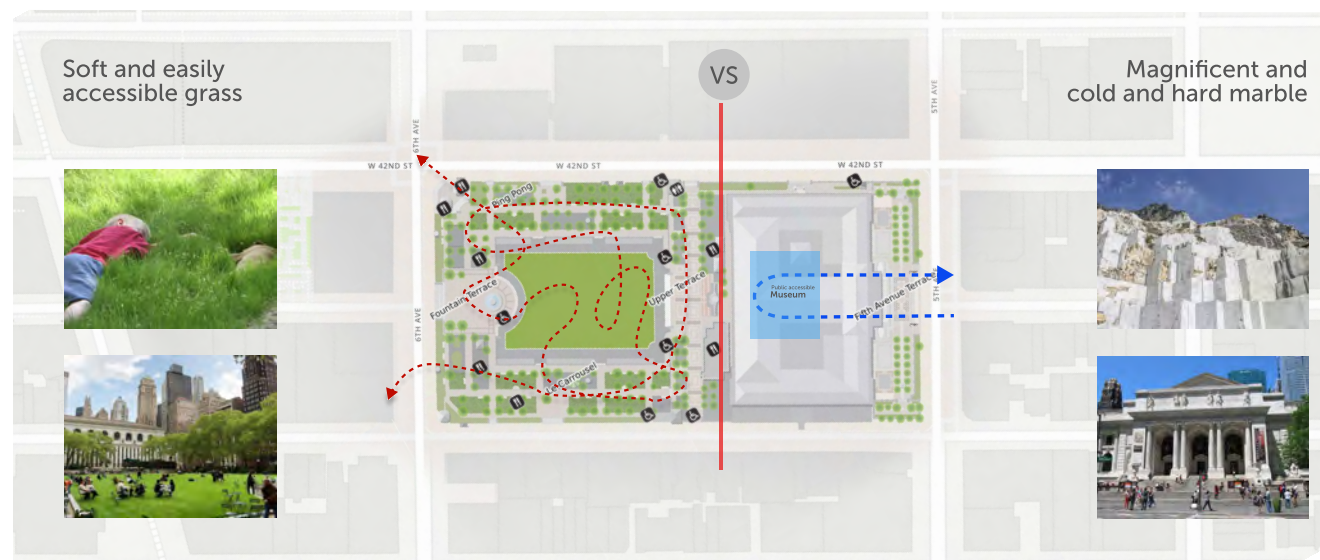 Soft and easily
accessible grass
VS
Magnificent and
cold and hard marble
6TH AVE
5TH AVE
W 42ND ST
W 42ND ST
W 42ND ST
Ping Pong
Fountain Terrace
Upper Terrace
Public accessible
Museum
Fifth Avenue Terrace
5TH AVE
6TH AVE
Le Carrousel